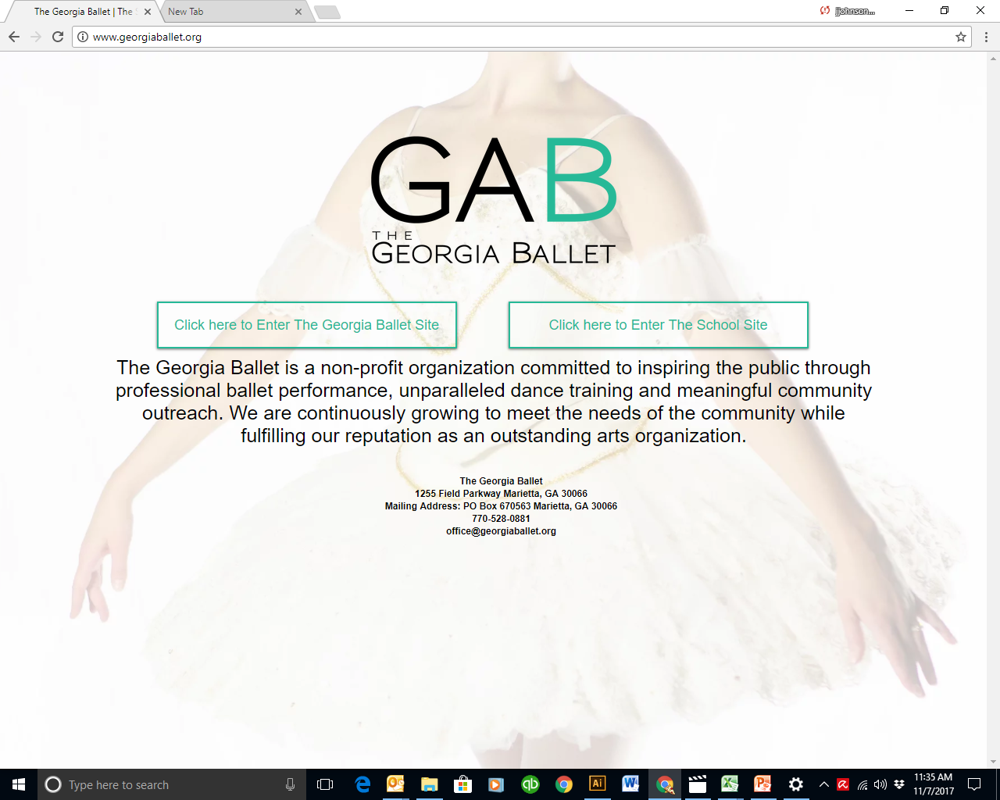 The Georgia Ballet | The
New Tab
jjohnson...
www.georgiaballet.org
GAB
THE
GEORGIA BALLET
Click here to Enter The Georgia Ballet Site
Click here to Enter The School Site
The Georgia Ballet is a non-profit organization committed to inspiring the public through
professional ballet performance, unparalleled dance training and meaningful community
outreach. We are continuously growing to meet the needs of the community while
fulfilling our reputation as an outstanding arts organization.
The Georgia Ballet
1255 Field Parkway Marietta, GA 30066
Mailing Address: PO Box 670563 Marietta, GA 30066
770-528-0881
office@georgiaballet.org
Type here to search
qb
Ai
11:35 AM
11/7/2017